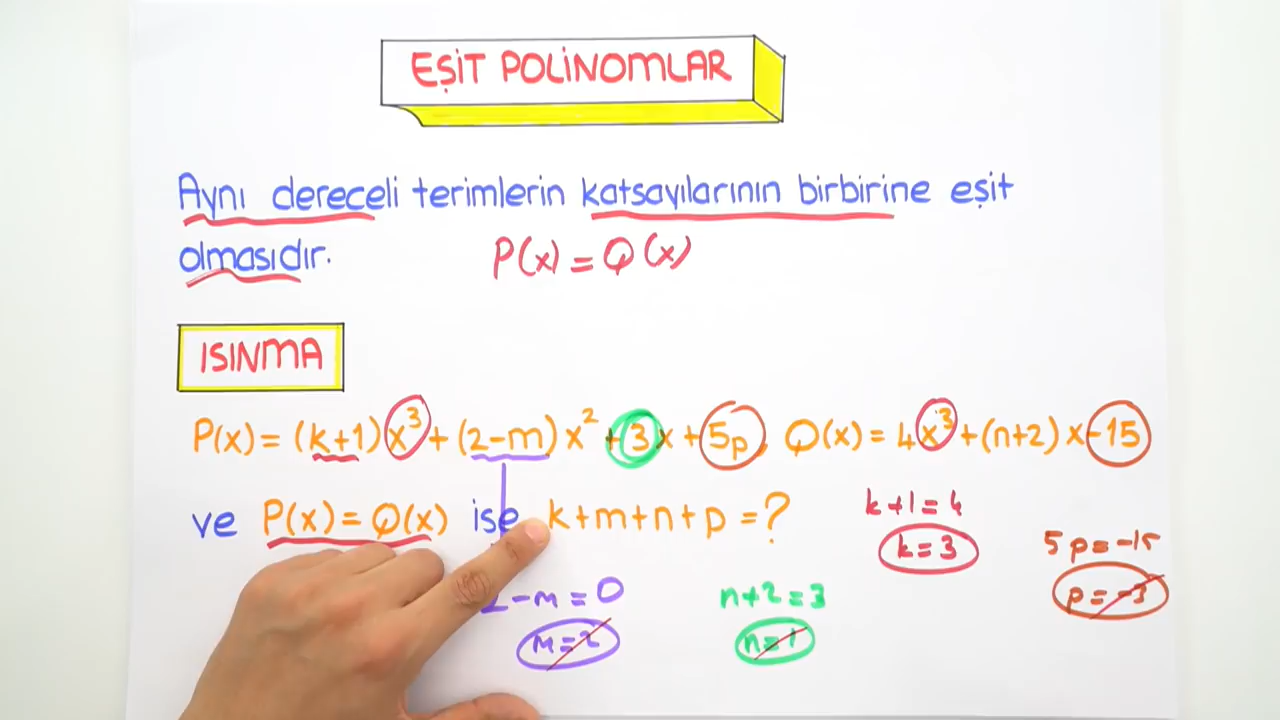 EŞİT POLİNOMLAR
Aynı dereceli terimlerin katsayılarının birbirine eşit
olmasıdır. P(x) = Q(x)
ISINMA
P(x) = (k+1)x³ + (2-m)x² + 3x + 5p Q(x) = 4x³ + (n+2)x - 15
ve P(x) = Q(x) ise k+m+n+p = ?
k+1 = 4
k = 3
5p = -15
p = -3
2-m = 0
m = 2
n+2 = 3
n = 1